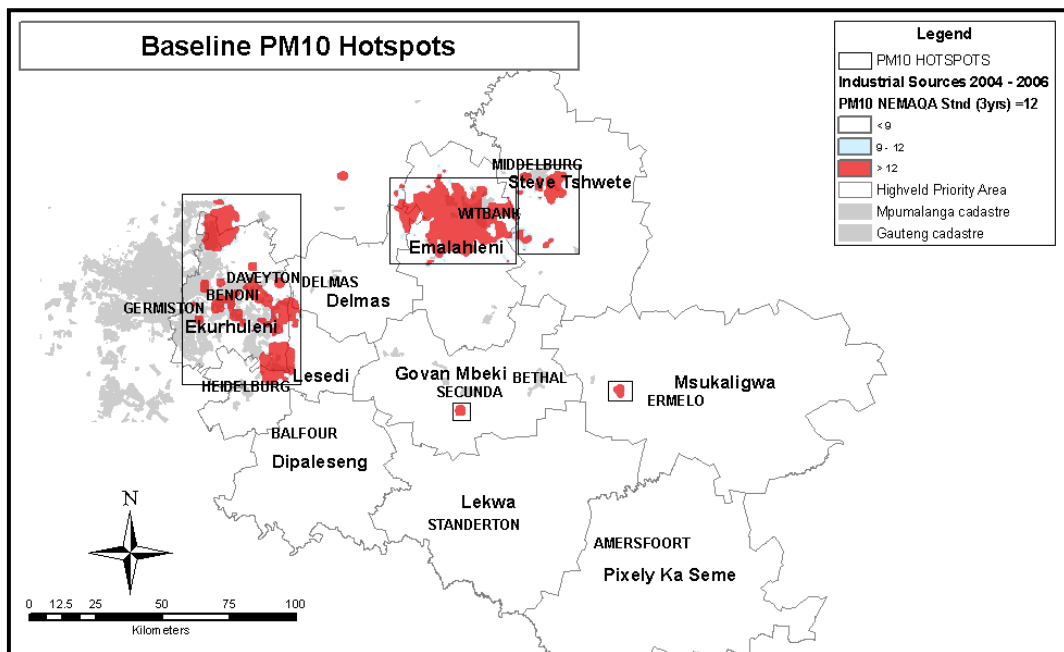 Baseline PM10 Hotspots
Legend
PM10 HOTSPOTS
Industrial Sources 2004 - 2006
PM10 NEMAQA Stnd (3yrs) =12
< 9
9 - 12
> 12
Highveld Priority Area
Mpumalanga cadastre
Gauteng cadastre
MIDDELBURG
Steve Tshwete
WITBANK
Emalahleni
DAVEYTON
DELMAS
BENONI
Delmas
GERMISTON
Ekurhuleni
HEIDELBURG
Lesedi
Govan Mbeki
BETHAL
SECUNDA
Msukaligwa
ERMELO
BALFOUR
Dipaleseng
Lekwa
STANDERTON
AMERSFOORT
Pixely Ka Seme
N
0 12.5 25 50 75 100
Kilometers